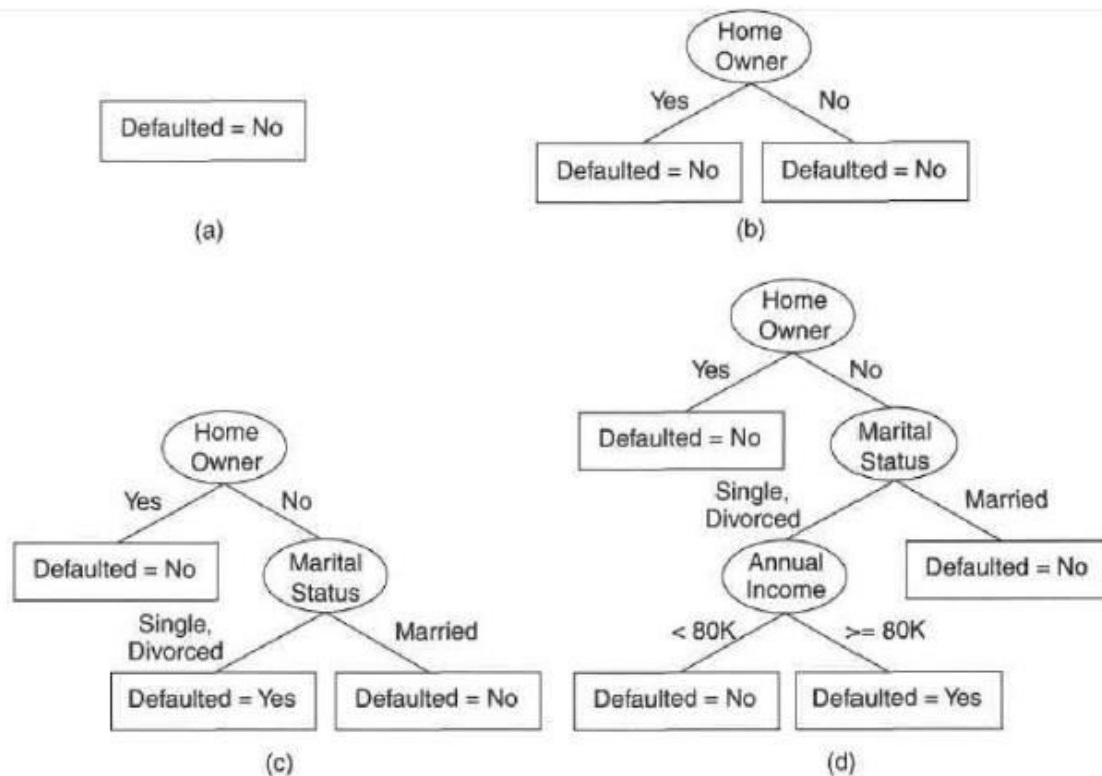 Defaulted = No
(a)
Home
Owner
Yes
No
Defaulted = No
Defaulted = No
(b)
Home
Owner
Yes
No
Defaulted = No
Marital
Status
Single,
Divorced
Married
Defaulted = Yes
Defaulted = No
(c)
Home
Owner
Yes
No
Defaulted = No
Marital
Status
Single,
Divorced
Married
Annual
Income
Defaulted = No
< 80K
>= 80K
Defaulted = No
Defaulted = Yes
(d)